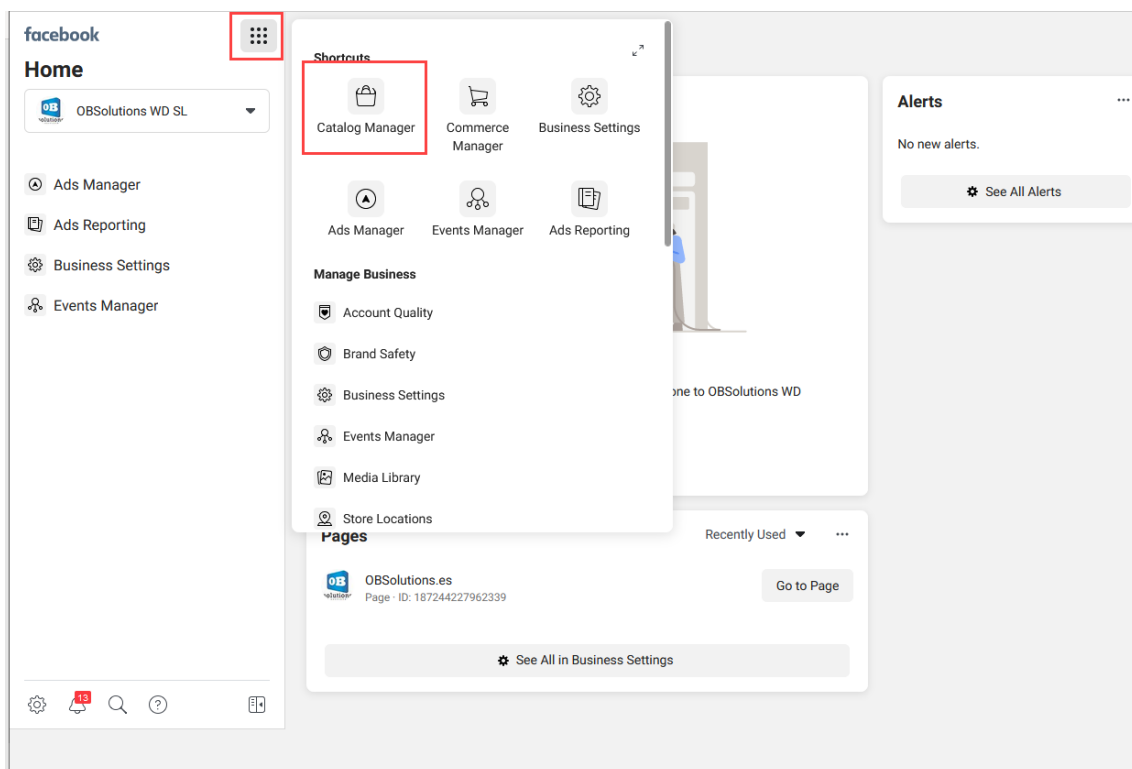 facebook
Home
OB
OBSolutions WD SL
Ads Manager
Ads Reporting
Business Settings
Events Manager
13
Shortcuts
Catalog Manager
Commerce
Manager
Business Settings
Ads Manager
Events Manager
Ads Reporting
Manage Business
Account Quality
Brand Safety
Business Settings
Events Manager
Media Library
Store Locations
one to OBSolutions WD
Pages
Recently Used
OB
OBSolutions.es
Page · ID: 187244227962339
Go to Page
See All in Business Settings
Alerts
No new alerts.
See All Alerts